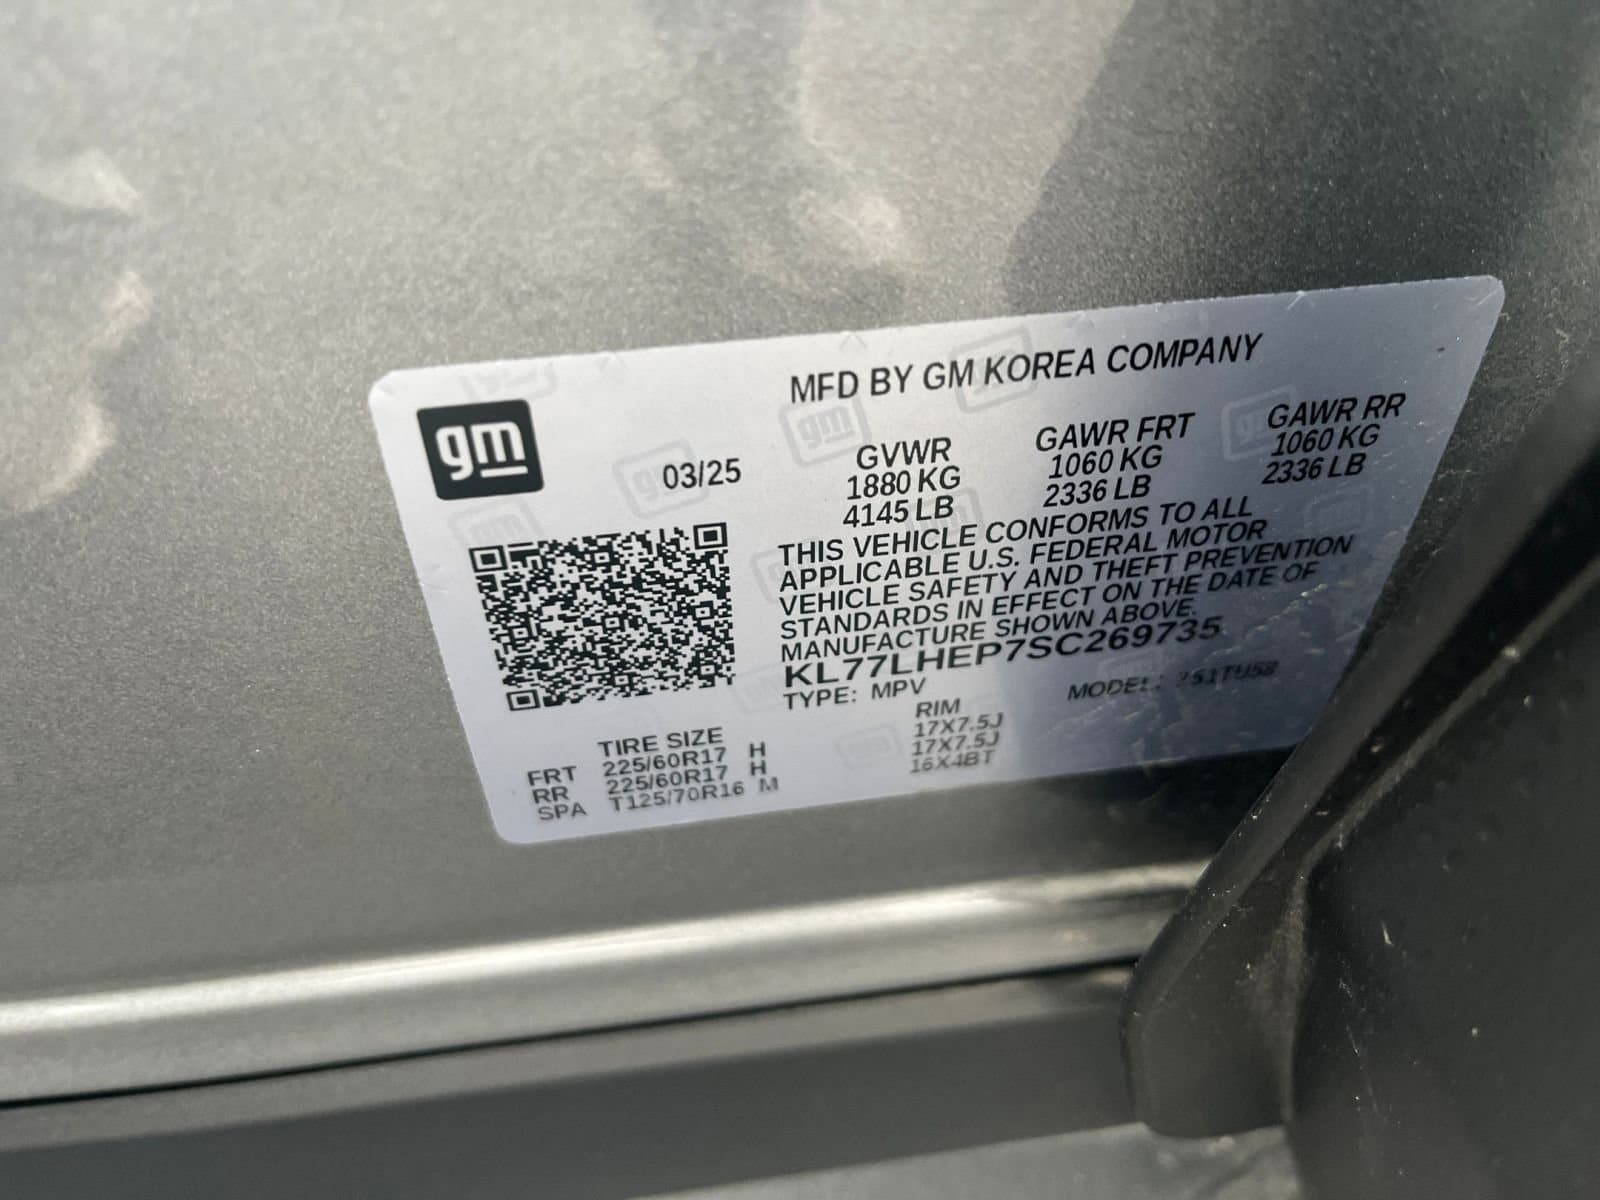 MFD BY GM KOREA COMPANY
gm
03/25
GVWR
1880 KG
4145 LB
GAWR FRT
1060 KG
2336 LB
GAWR RR
1060 KG
2336 LB
THIS VEHICLE CONFORMS TO ALL
APPLICABLE U.S. FEDERAL MOTOR
VEHICLE SAFETY AND THEFT PREVENTION
STANDARDS IN EFFECT ON THE DATE OF
MANUFACTURE SHOWN ABOVE.
KL77LHEP7SC269735
TYPE: MPV
MODEL:
TIRE SIZE RIM
FRT 225/60R17 H 17X7.5J
RR 225/60R17 H 17X7.5J
SPA T125/70R16 M 16X4BT